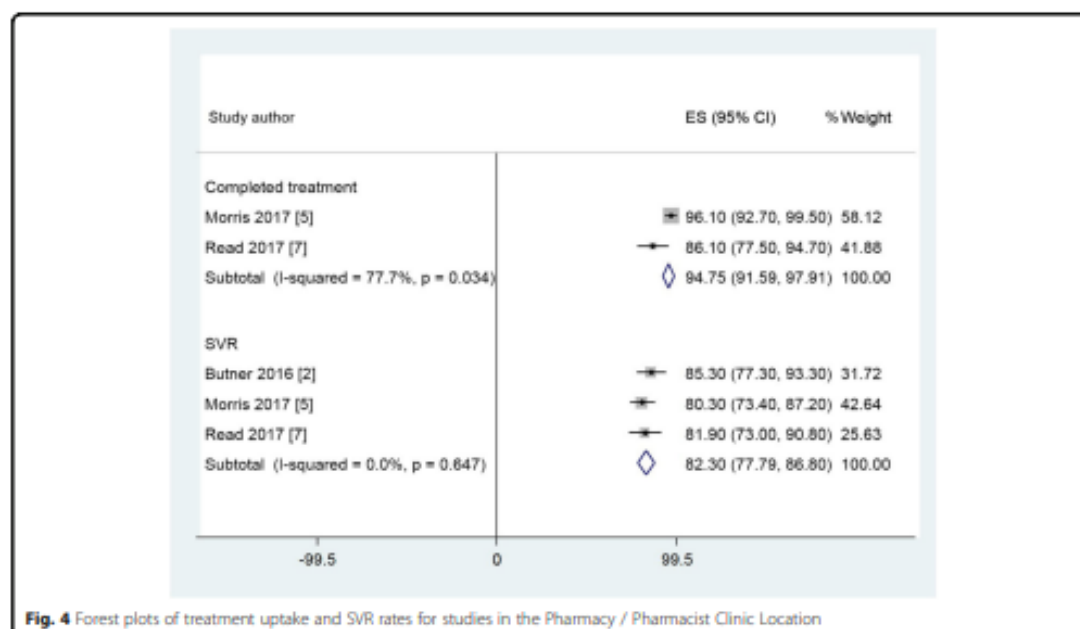 Study author ES (95% CI) % Weight
Completed treatment
Morris 2017 [5] 96.10 (92.70, 99.50) 58.12
Read 2017 [7] 86.10 (77.50, 94.70) 41.88
Subtotal (I-squared = 77.7%, p = 0.034) 94.75 (91.59, 97.91) 100.00
SVR
Butner 2016 [2] 85.30 (77.30, 93.30) 31.72
Morris 2017 [5] 80.30 (73.40, 87.20) 42.64
Read 2017 [7] 81.90 (73.00, 90.80) 25.63
Subtotal (I-squared = 0.0%, p = 0.647) 82.30 (77.79, 86.80) 100.00
-99.5 0 99.5
Fig. 4 Forest plots of treatment uptake and SVR rates for studies in the Pharmacy / Pharmacist Clinic Location